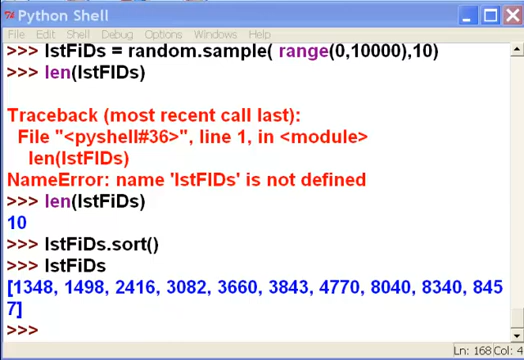 Python Shell
File Edit Shell Debug Options Windows Help
>>> lstFiDs = random.sample( range(0,10000),10)
>>> len(lstFIDs)
Traceback (most recent call last):
File "<pyshell#36>", line 1, in <module>
len(lstFIDs)
NameError: name 'lstFIDs' is not defined
>>> len(lstFiDs)
10
>>> lstFiDs.sort()
>>> lstFiDs
[1348, 1498, 2416, 3082, 3660, 3843, 4770, 8040, 8340, 845
7]
>>>
Ln: 168 Col: 4